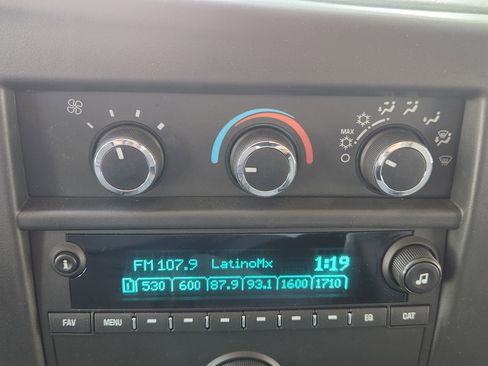 MAX
FM 107.9 LatinoMx 1:19
1 530 600 87.9 93.1 1600 1710
FAV MENU EQ CAT